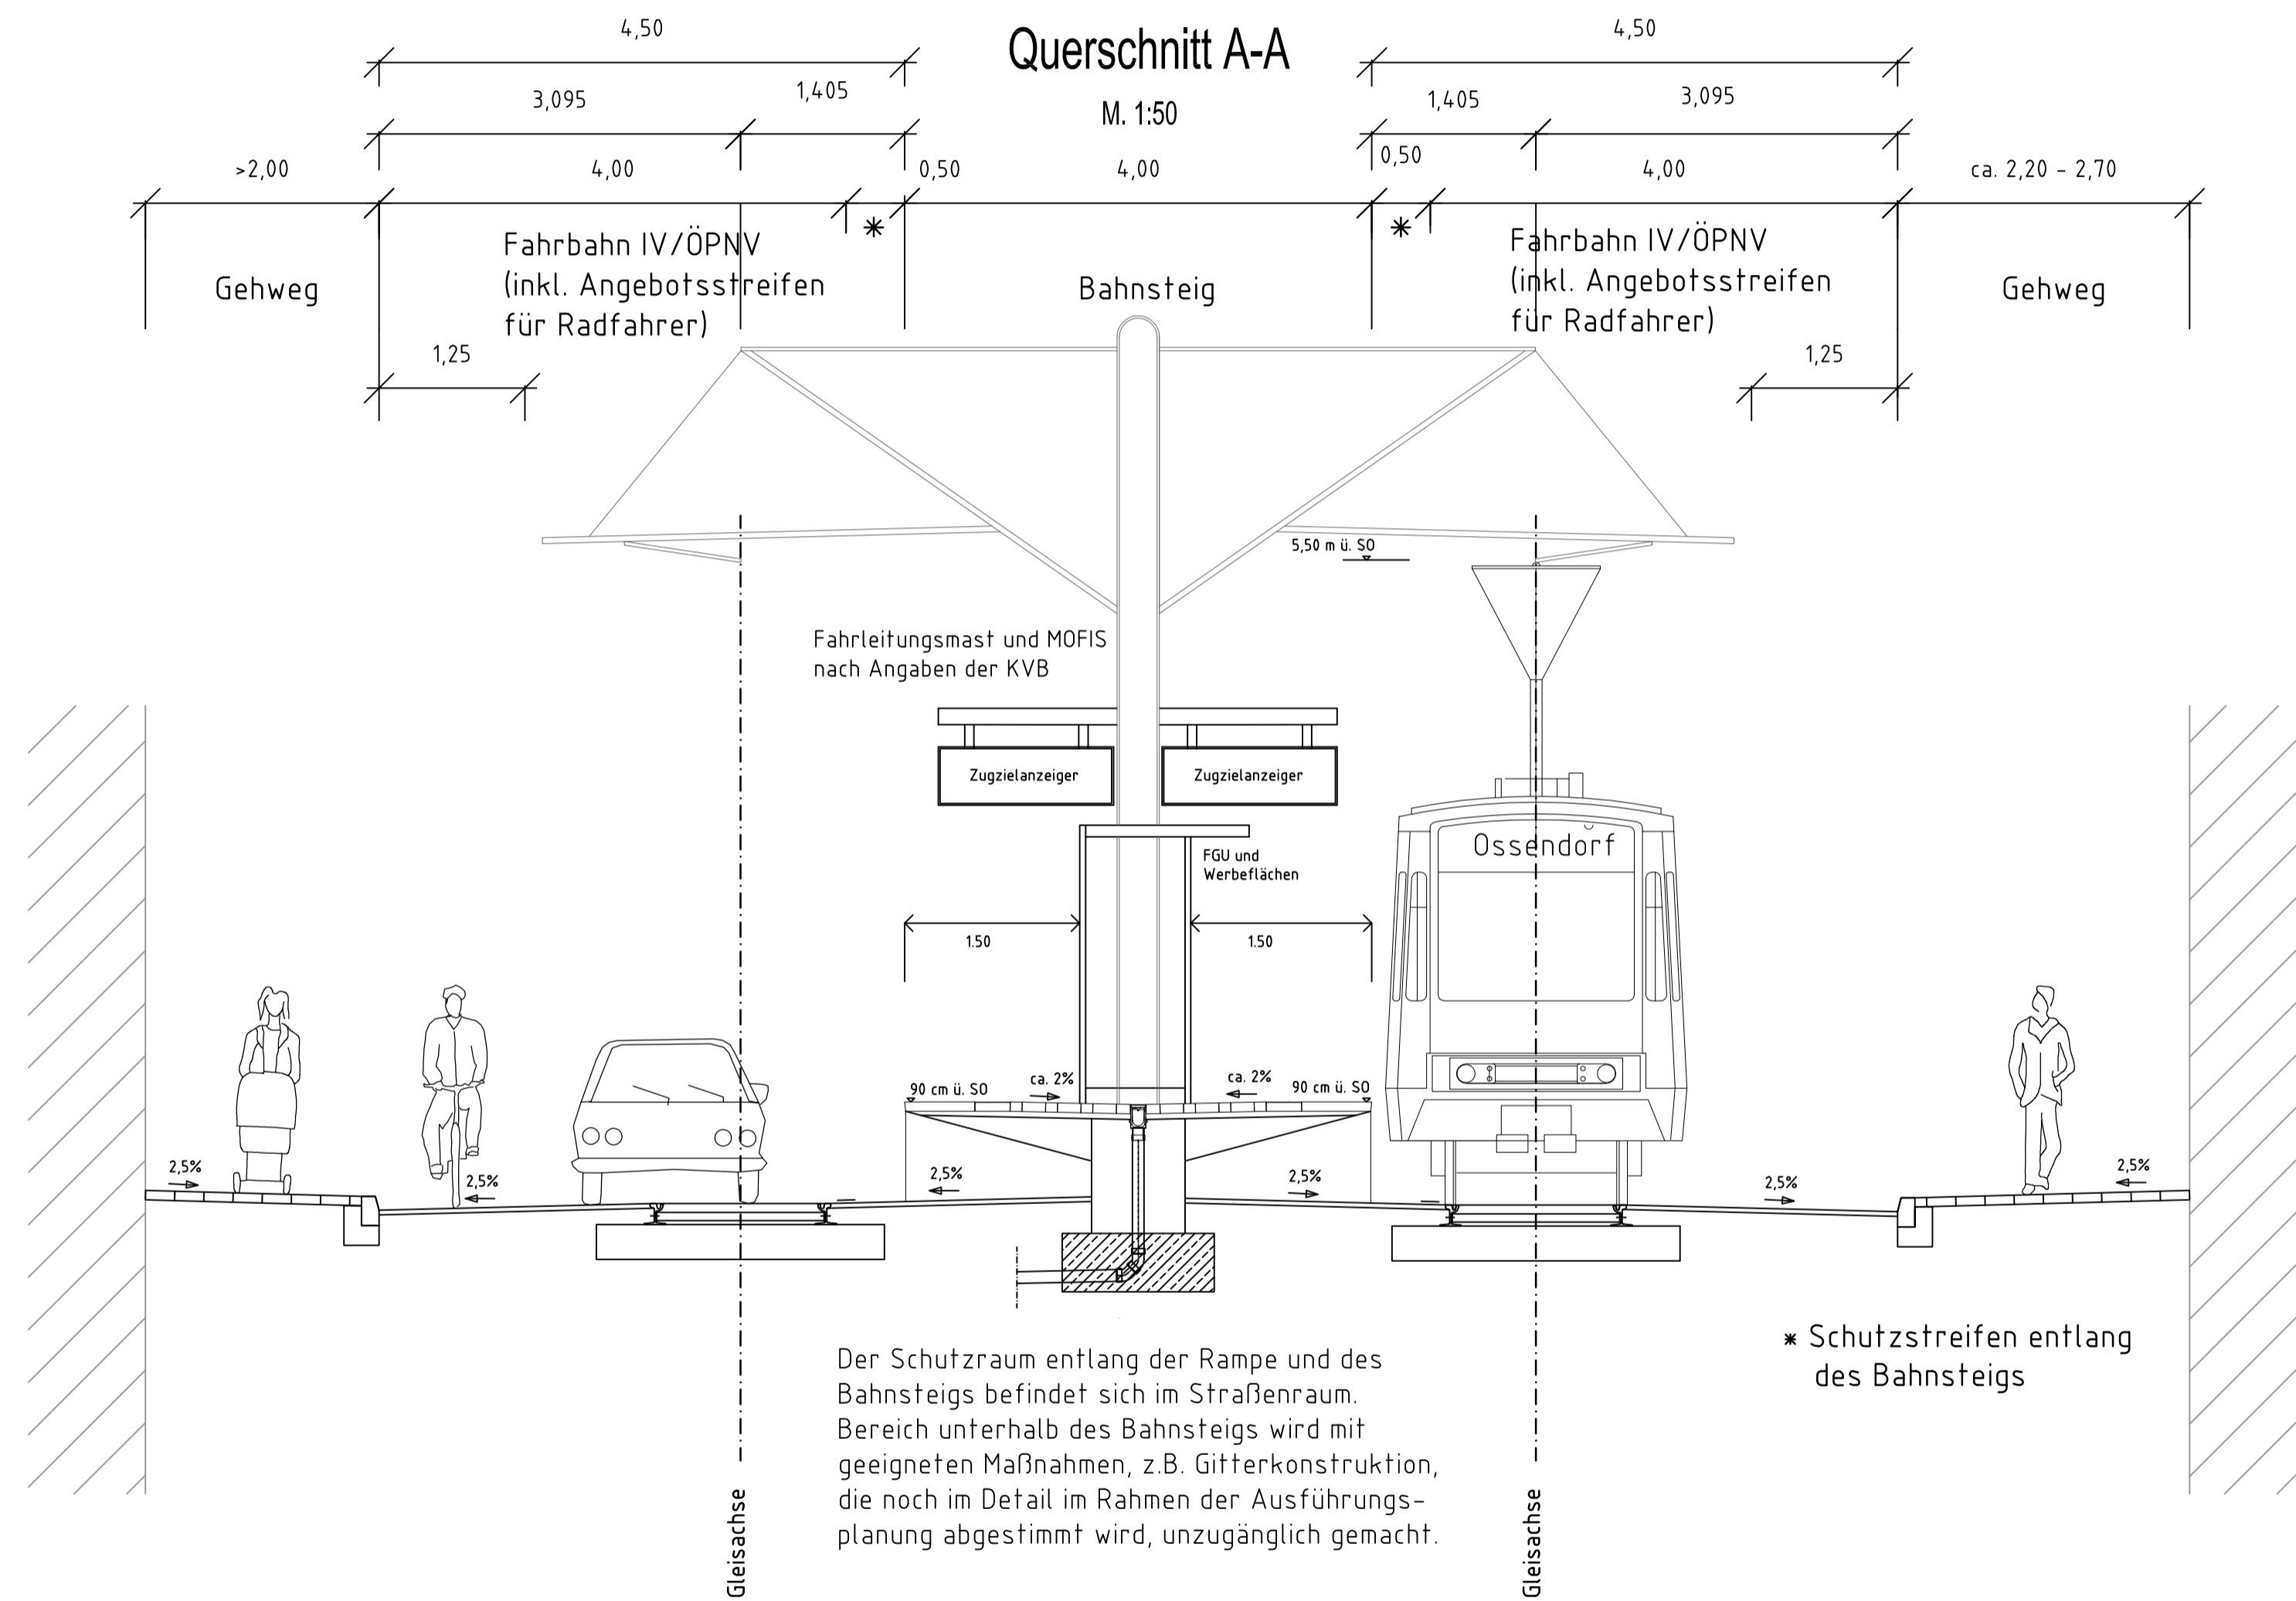 4,50
Querschnitt A-A
4,50
3,095
1,405
M. 1:50
1,405
3,095
>2,00
4,00
0,50
4,00
0,50
4,00
ca. 2,20 - 2,70
*
*
Gehweg
Fahrbahn IV/ÖPNV
(inkl. Angebotsstreifen
für Radfahrer)
Bahnsteig
Fahrbahn IV/ÖPNV
(inkl. Angebotsstreifen
für Radfahrer)
Gehweg
1,25
1,25
5,50 m ü. SO
Fahrleitungsmast und MOFIS
nach Angaben der KVB
Zugzielanzeiger
Zugzielanzeiger
FGU und
Werbeflächen
Ossendorf
1.50
1.50
90 cm ü. SO
ca. 2%
ca. 2%
90 cm ü. SO
2,5%
2,5%
2,5%
2,5%
2,5%
2,5%
Der Schutzraum entlang der Rampe und des
Bahnsteigs befindet sich im Straßenraum.
Bereich unterhalb des Bahnsteigs wird mit
geeigneten Maßnahmen, z.B. Gitterkonstruktion,
die noch im Detail im Rahmen der Ausführungs-
planung abgestimmt wird, unzugänglich gemacht.
* Schutzstreifen entlang
des Bahnsteigs
Gleisachse
Gleisachse